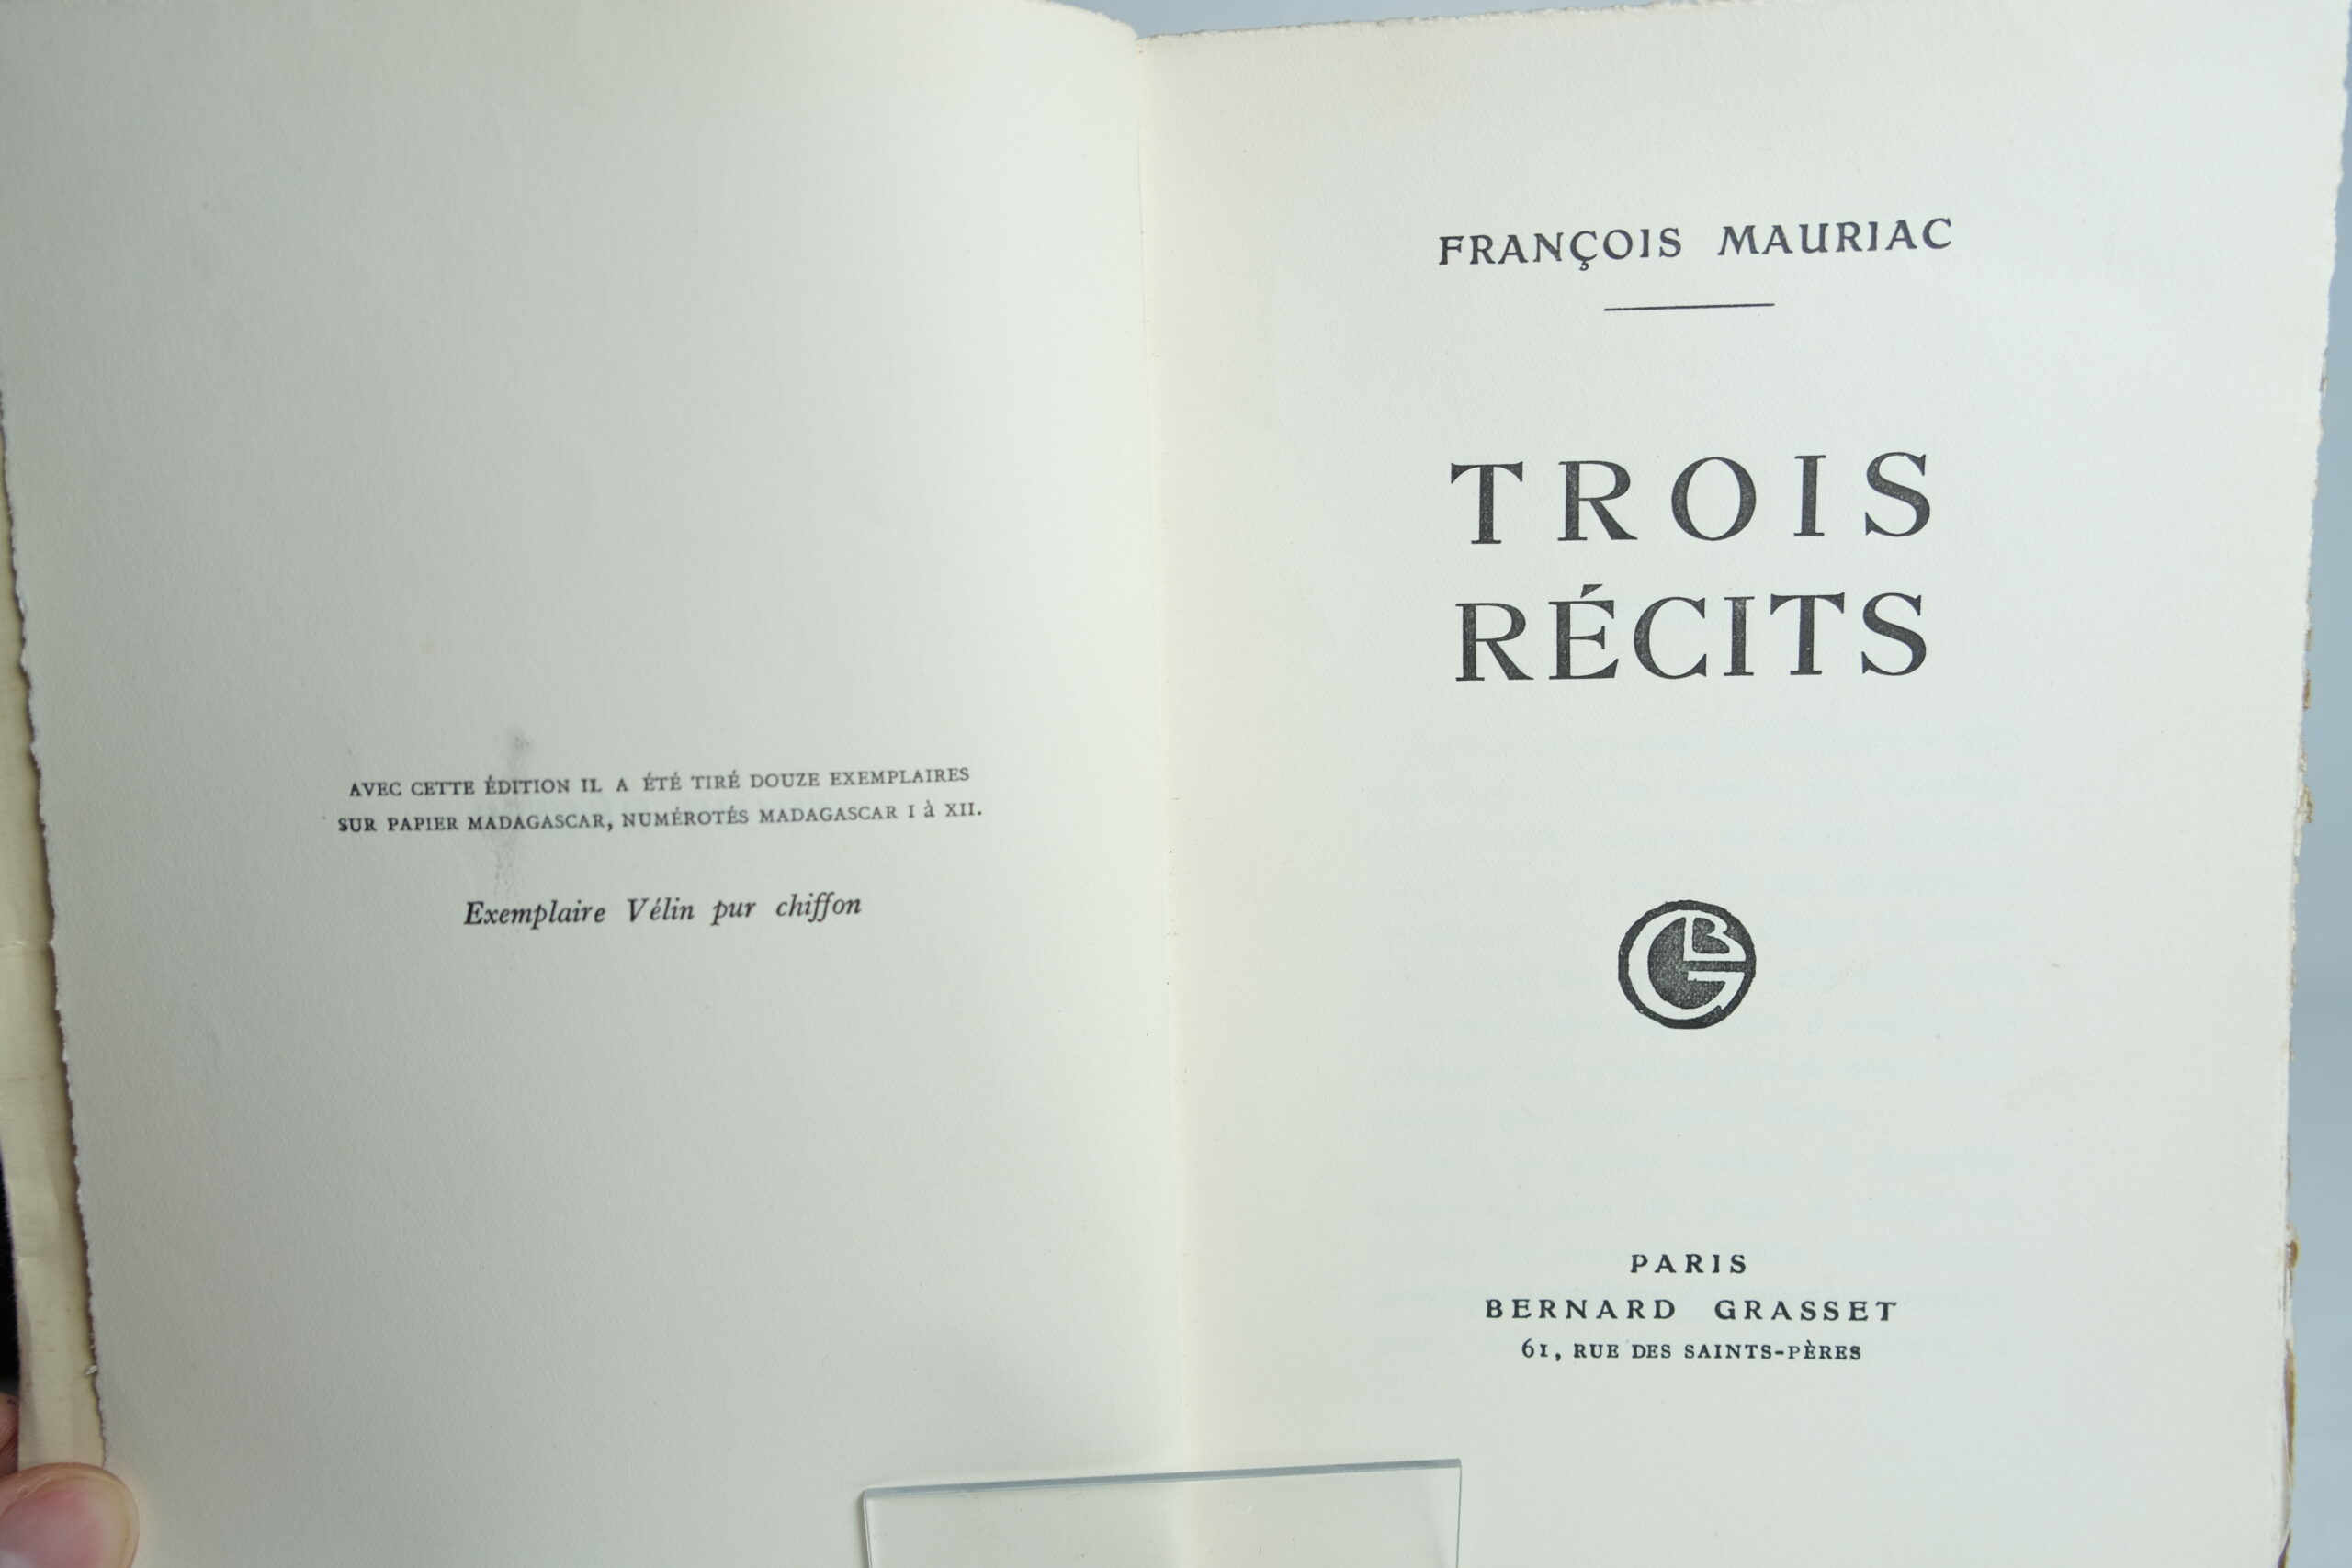 AVEC CETTE ÉDITION IL A ÉTÉ TIRÉ DOUZE EXEMPLAIRES
SUR PAPIER MADAGASCAR, NUMÉROTÉS MADAGASCAR I à XII.
Exemplaire Vélin pur chiffon
FRANÇOIS MAURIAC
TROIS
RÉCITS
BG
PARIS
BERNARD GRASSET
61, RUE DES SAINTS-PÈRES